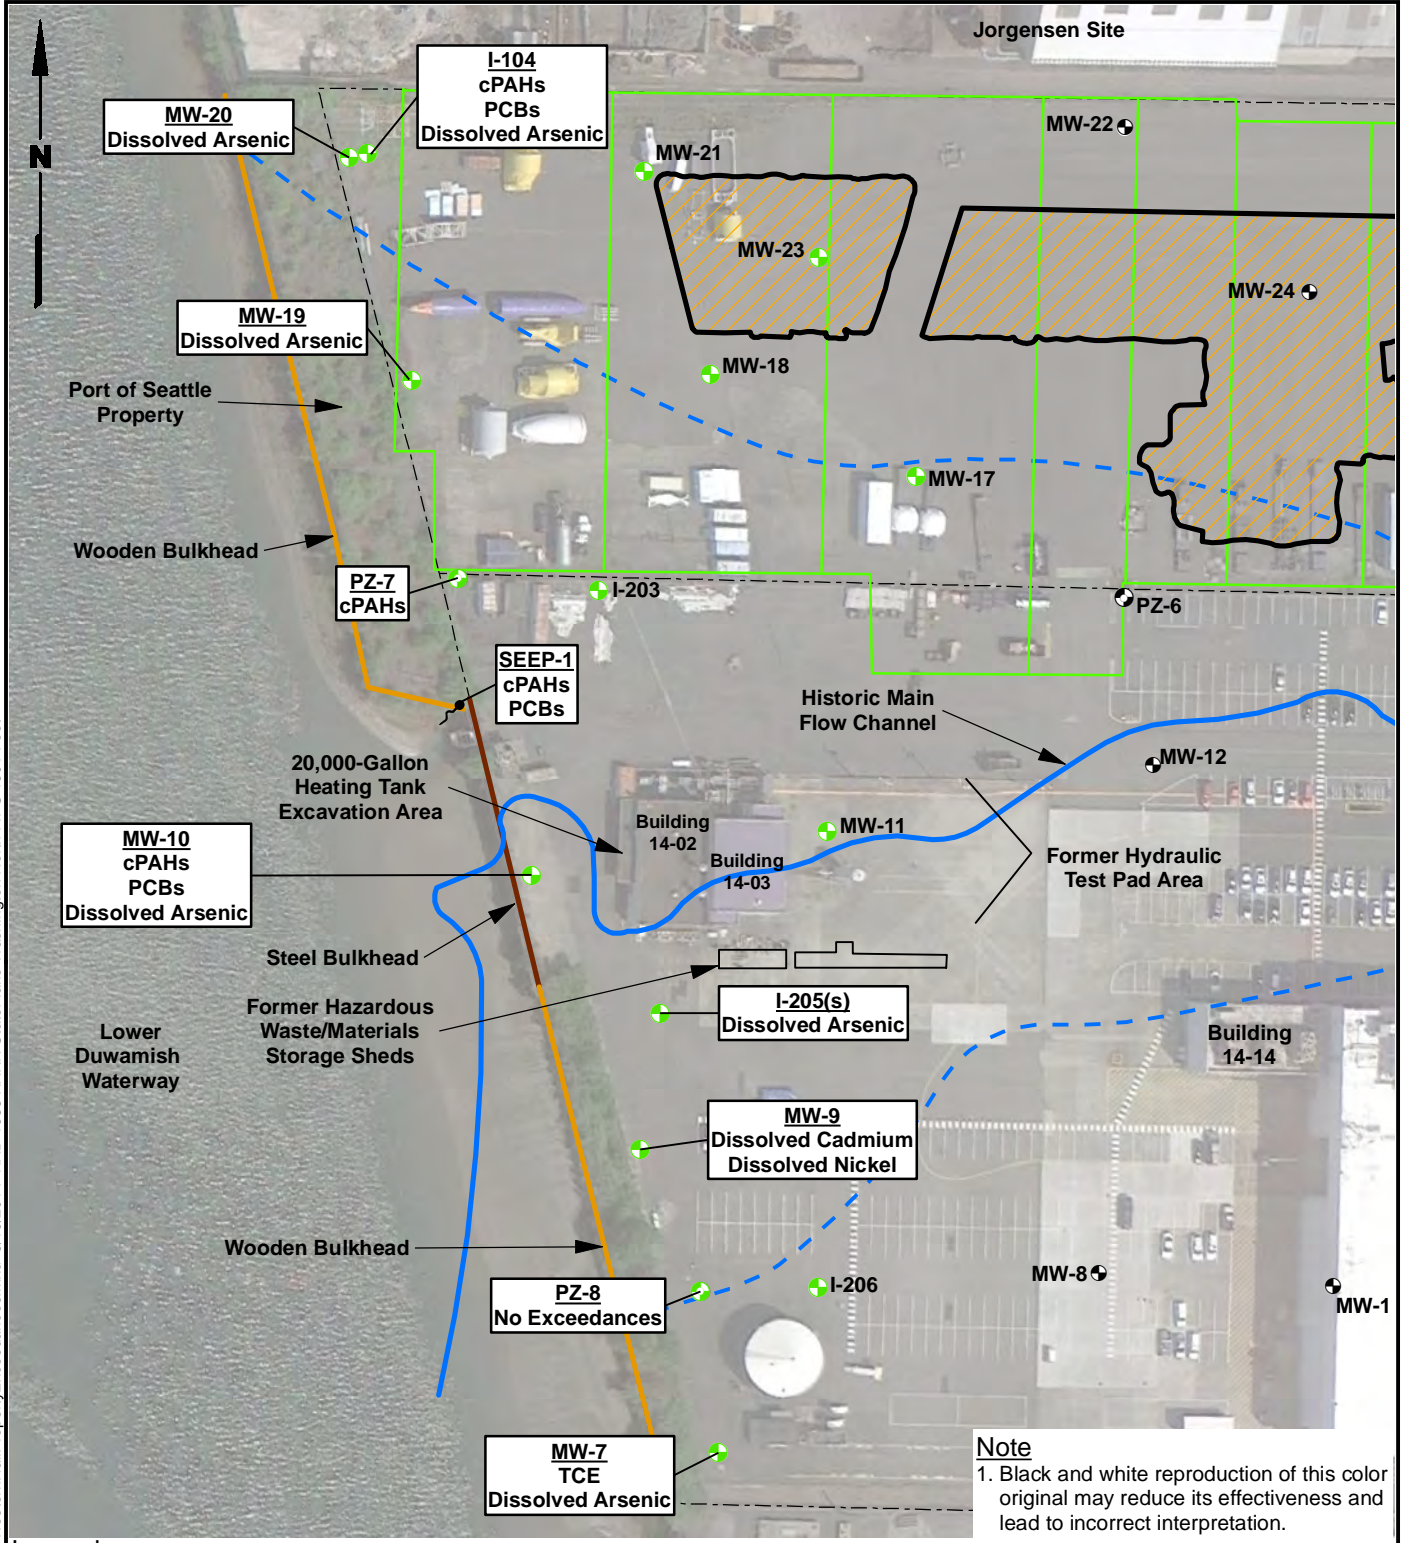 Jorgensen Site
I-104
cPAHs
PCBs
Dissolved Arsenic
MW-20
Dissolved Arsenic
N
MW-22
MW-21
MW-23
MW-24
MW-19
Dissolved Arsenic
MW-18
Port of Seattle
Property
MW-17
Wooden Bulkhead
PZ-7
cPAHs
I-203
PZ-6
SEEP-1
cPAHs
PCBs
Historic Main
Flow Channel
20,000-Gallon
Heating Tank
Excavation Area
MW-12
Building
14-02
MW-11
Building
14-03
MW-10
cPAHs
PCBs
Dissolved Arsenic
Former Hydraulic
Test Pad Area
Steel Bulkhead
Former Hazardous
Waste/Materials
Storage Sheds
I-205(s)
Dissolved Arsenic
Lower
Duwamish
Waterway
Building
14-14
MW-9
Dissolved Cadmium
Dissolved Nickel
Wooden Bulkhead
MW-8
PZ-8
No Exceedances
I-206
MW-1
MW-7
TCE
Dissolved Arsenic
Note
1. Black and white reproduction of this color
original may reduce its effectiveness and
lead to incorrect interpretation.